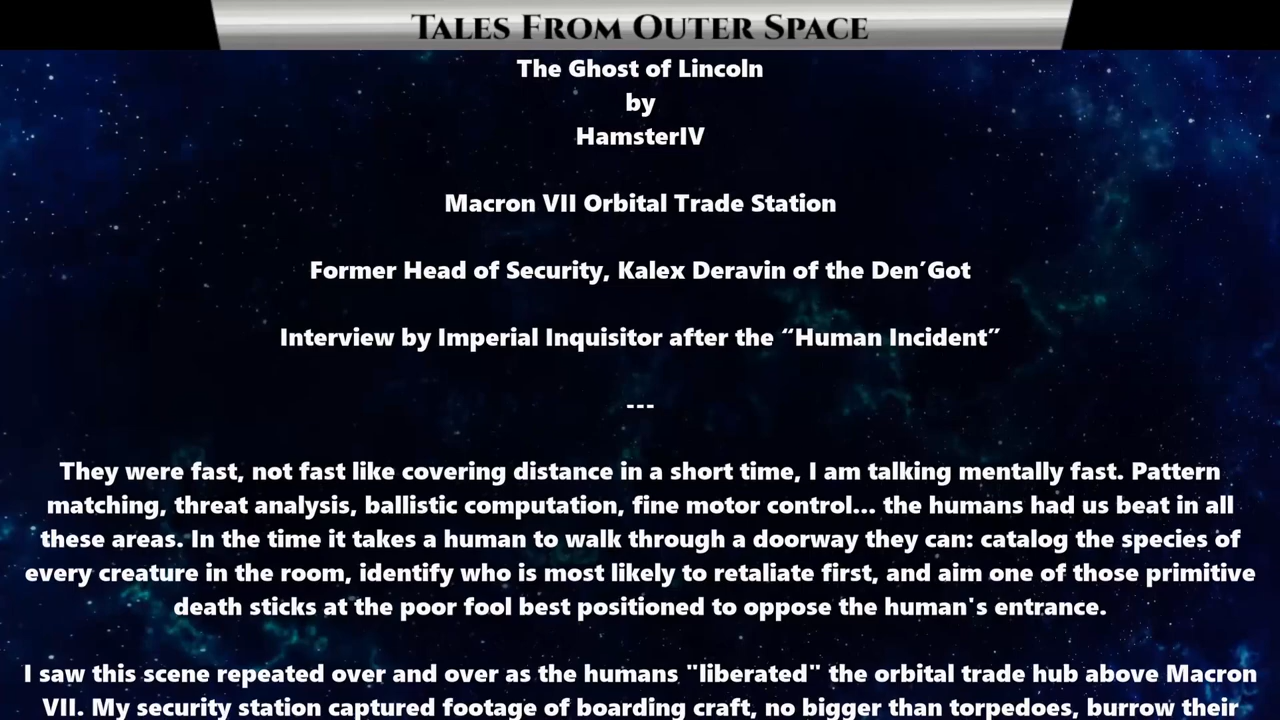 TALES FROM OUTER SPACE
The Ghost of Lincoln
by
HamsterIV
Macron VII Orbital Trade Station
Former Head of Security, Kalex Deravin of the Den’Got
Interview by Imperial Inquisitor after the “Human Incident”
---
They were fast, not fast like covering distance in a short time, I am talking mentally fast. Pattern
matching, threat analysis, ballistic computation, fine motor control... the humans had us beat in all
these areas. In the time it takes a human to walk through a doorway they can: catalog the species of
every creature in the room, identify who is most likely to retaliate first, and aim one of those primitive
death sticks at the poor fool best positioned to oppose the human's entrance.
I saw this scene repeated over and over as the humans "liberated" the orbital trade hub above Macron
VII. My security station captured footage of boarding craft, no bigger than torpedoes, burrow their